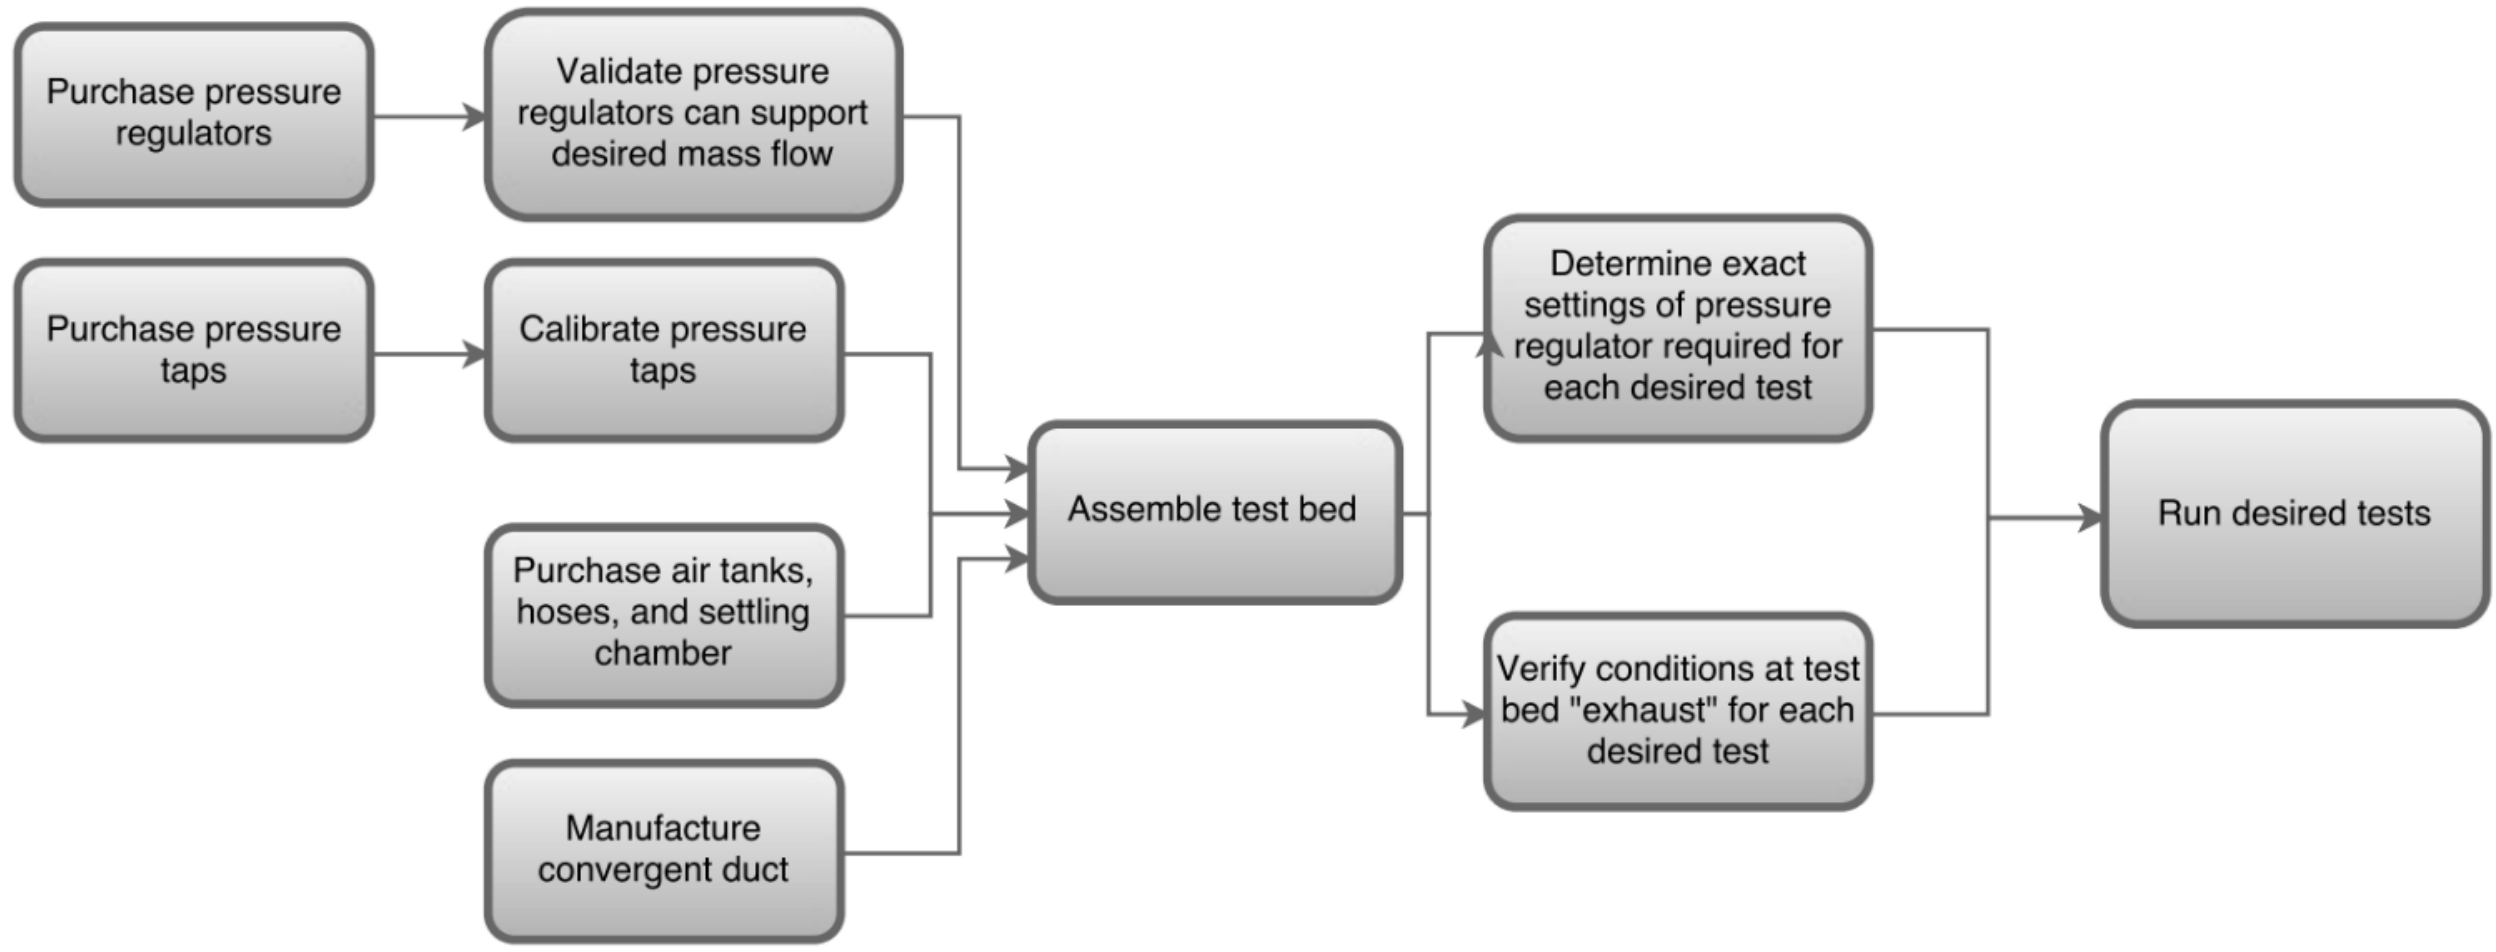 Purchase pressure
regulators
Validate pressure
regulators can support
desired mass flow
Purchase pressure
taps
Calibrate pressure
taps
Purchase air tanks,
hoses, and settling
chamber
Manufacture
convergent duct
Assemble test bed
Determine exact
settings of pressure
regulator required for
each desired test
Verify conditions at test
bed "exhaust" for each
desired test
Run desired tests